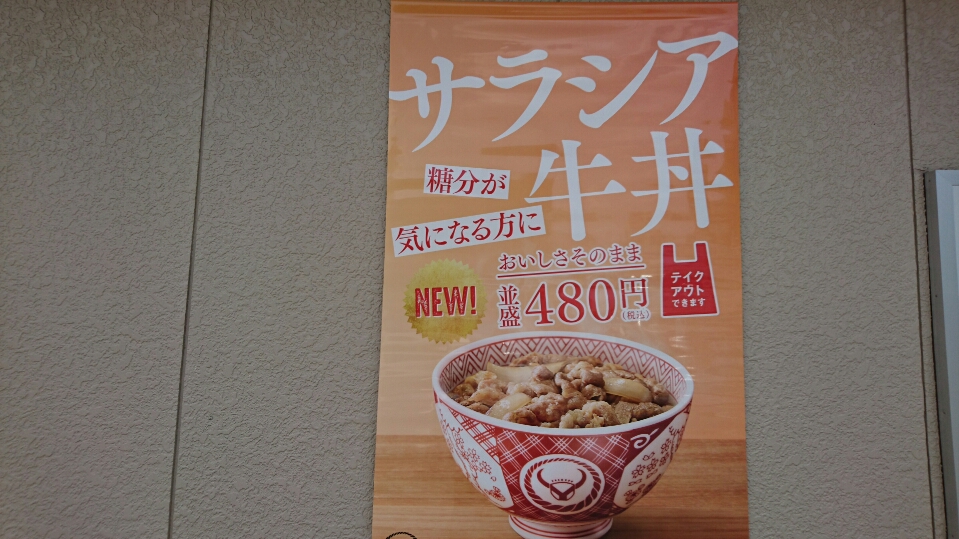 サラシア
牛丼
糖分が
気になる方に
おいしさそのまま
NEW!
並盛
480円
(税込)
テイク
アウト
できます